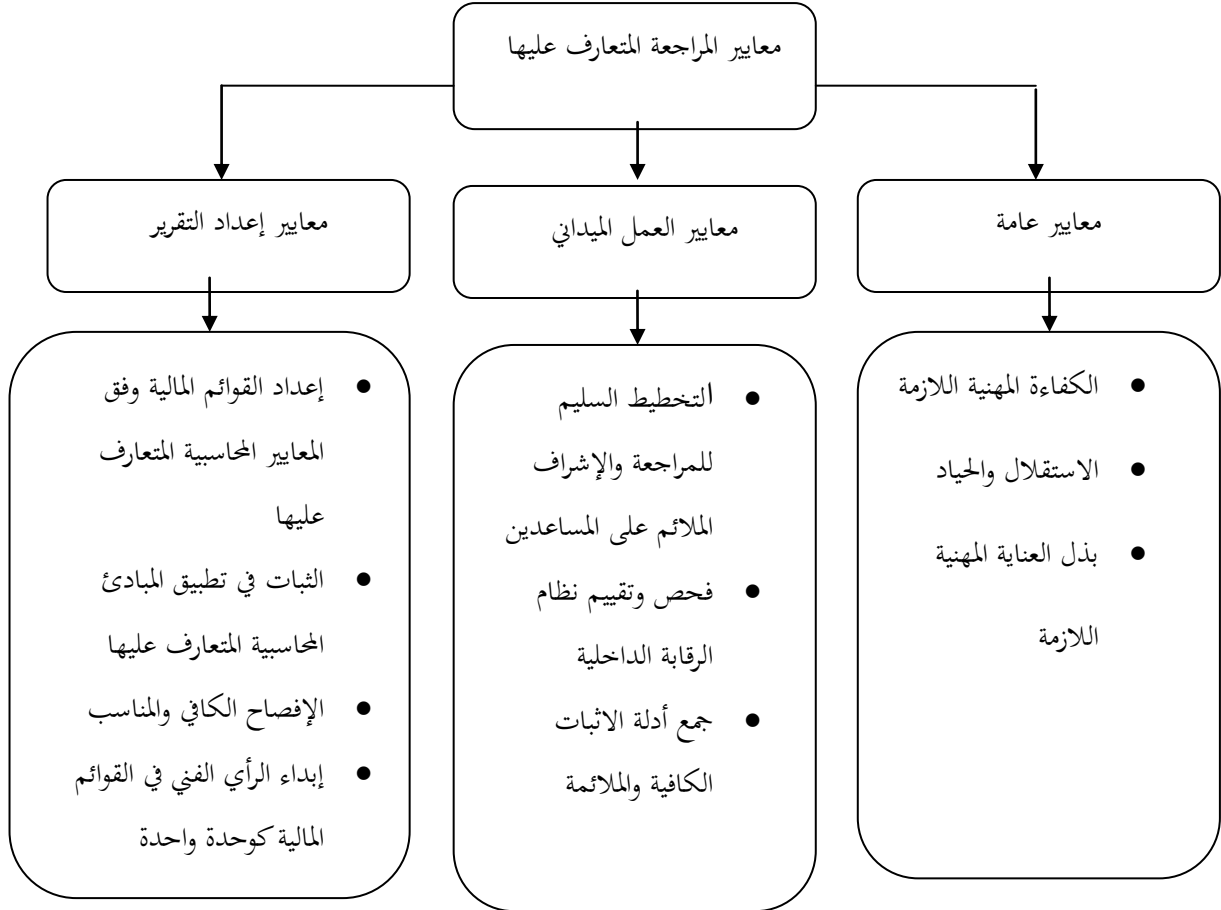 معايير المراجعة المتعارف عليها
معايير عامة
معايير العمل الميداني
معايير إعداد التقرير
● الكفاءة المهنية اللازمة
● الاستقلال والحياد
● بذل العناية المهنية
اللازمة
● التخطيط السليم
للمراجعة والإشراف
الملائم على المساعدين
● فحص وتقييم نظام
الرقابة الداخلية
● جمع أدلة الاثبات
الكافية والملائمة
● إعداد القوائم المالية وفق
المعايير المحاسبية المتعارف
عليها
● الثبات في تطبيق المبادئ
المحاسبية المتعارف عليها
● الإفصاح الكافي والمناسب
● إبداء الرأي الفني في القوائم
المالية كوحدة واحدة